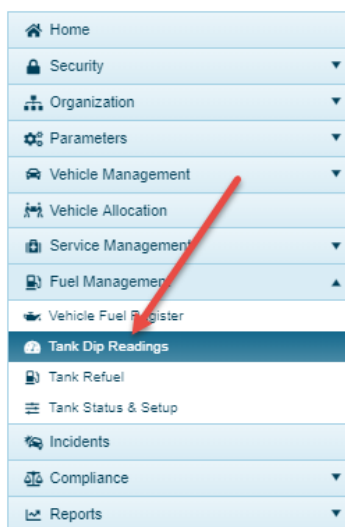 Home
Security
Organization
Parameters
Vehicle Management
Vehicle Allocation
Service Management
Fuel Management
Vehicle Fuel Register
Tank Dip Readings
Tank Refuel
Tank Status & Setup
Incidents
Compliance
Reports